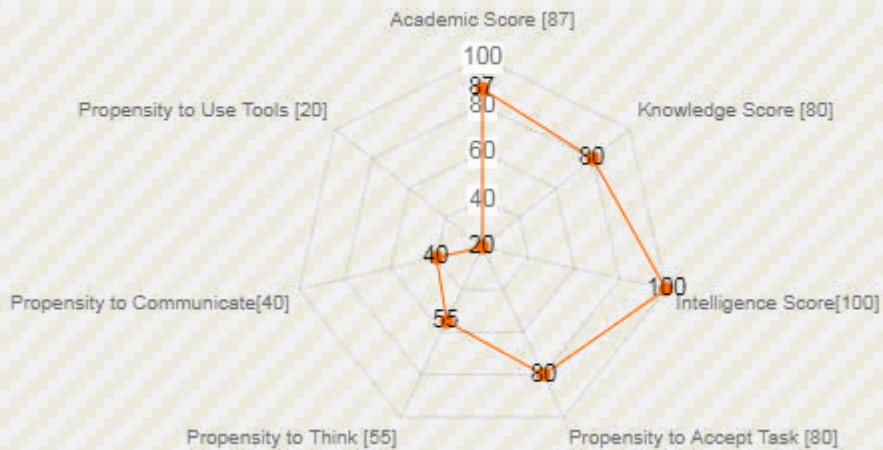 Academic Score [87]
100
87
80
Propensity to Use Tools [20]
Knowledge Score [80]
60
80
40
20
40
Propensity to Communicate[40]
100
Intelligence Score[100]
55
80
Propensity to Think [55]
Propensity to Accept Task [80]